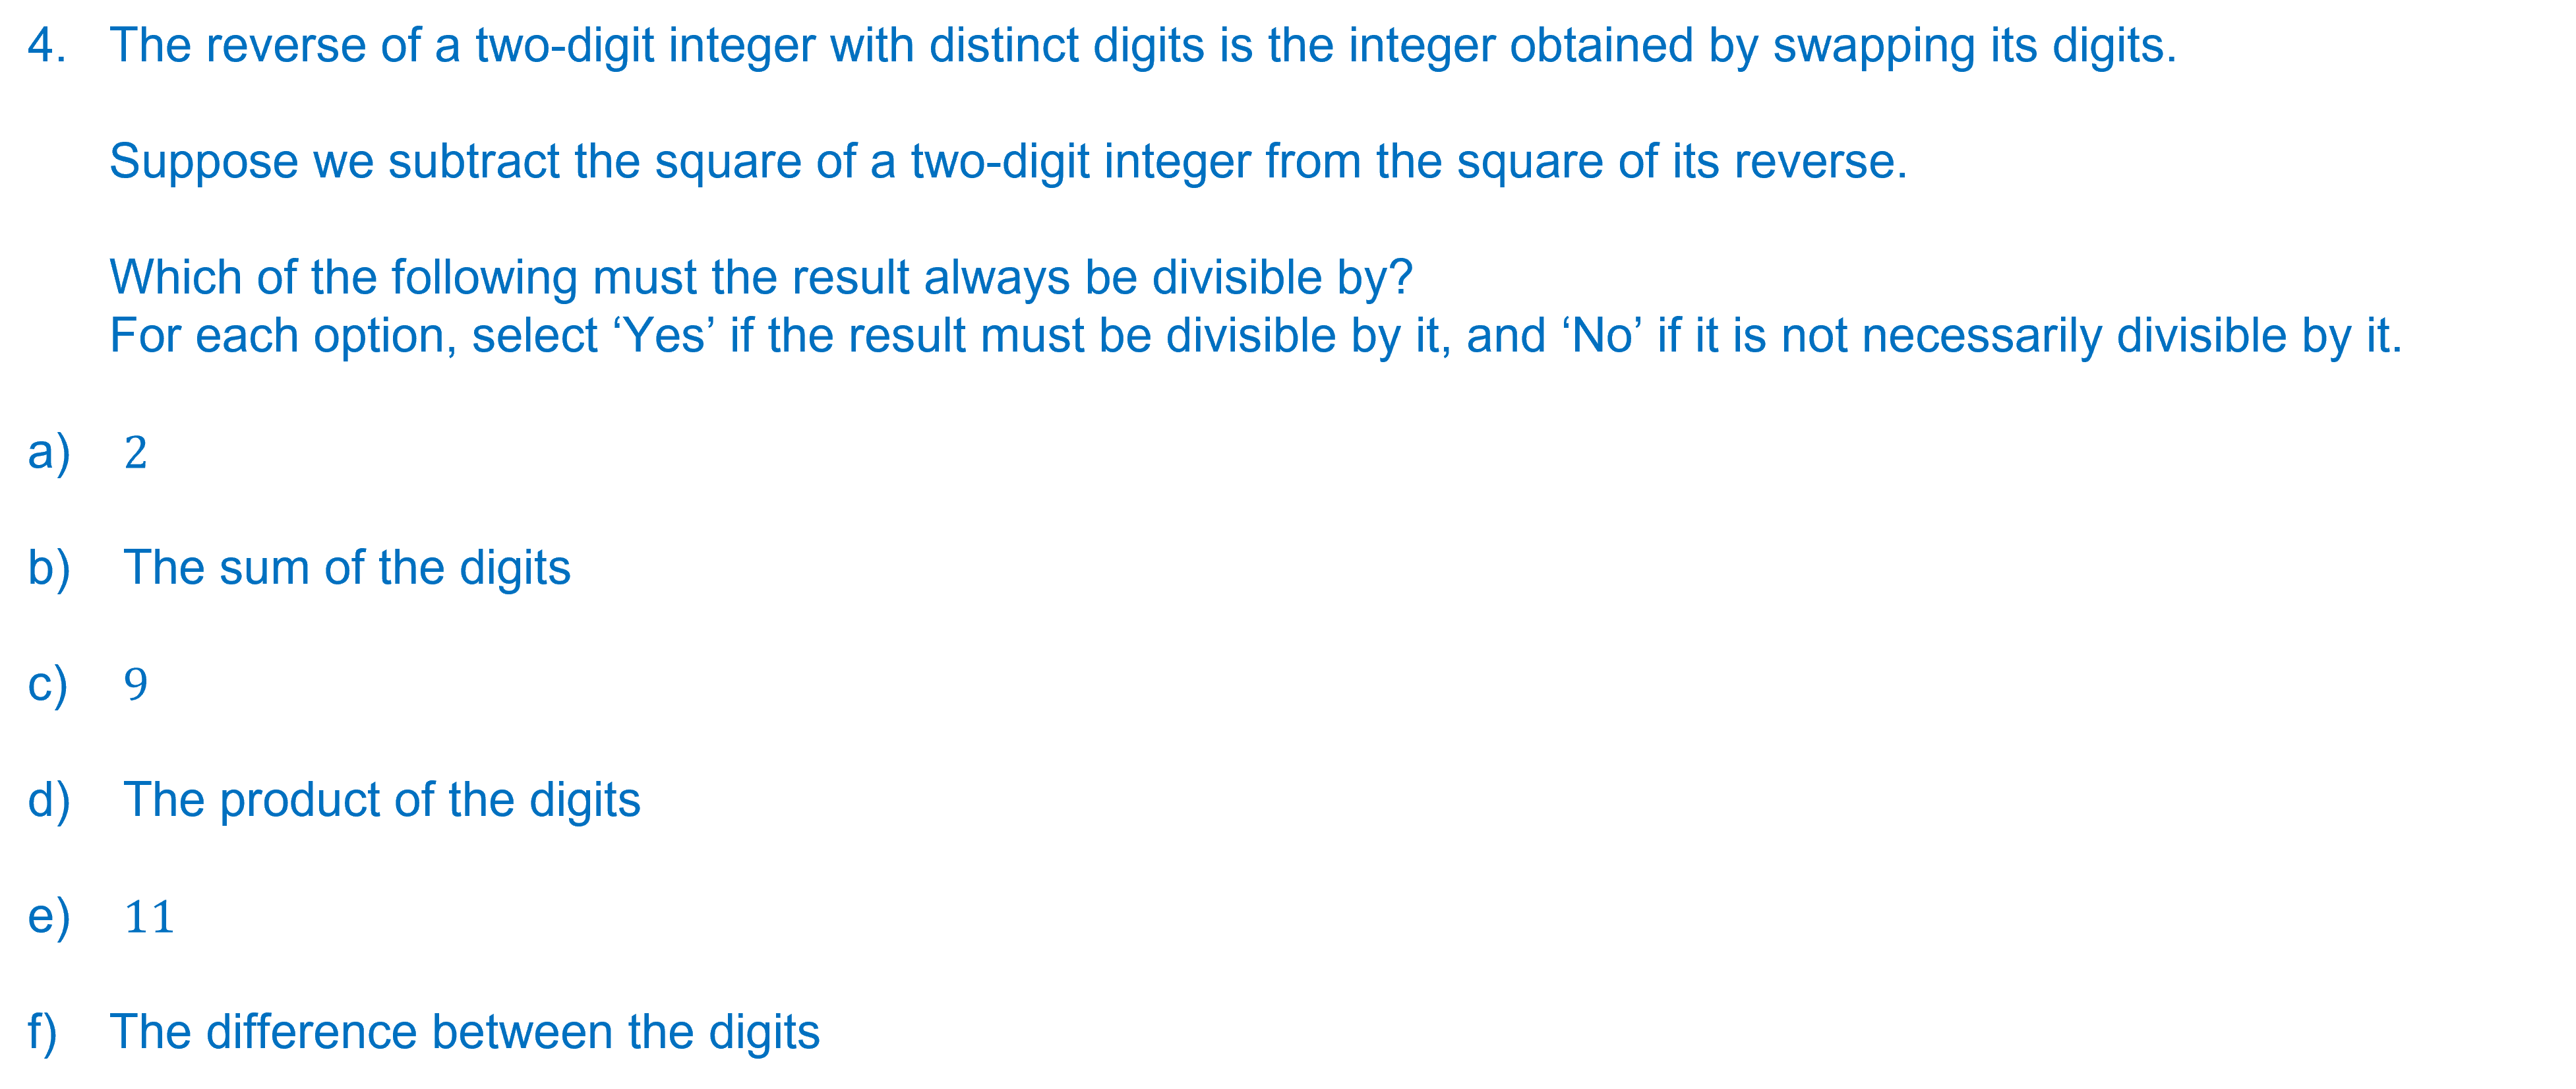 4. The reverse of a two-digit integer with distinct digits is the integer obtained by swapping its digits.
Suppose we subtract the square of a two-digit integer from the square of its reverse.
Which of the following must the result always be divisible by?
For each option, select ‘Yes’ if the result must be divisible by it, and ‘No’ if it is not necessarily divisible by it.
a) 2
b) The sum of the digits
c) 9
d) The product of the digits
e) 11
f) The difference between the digits